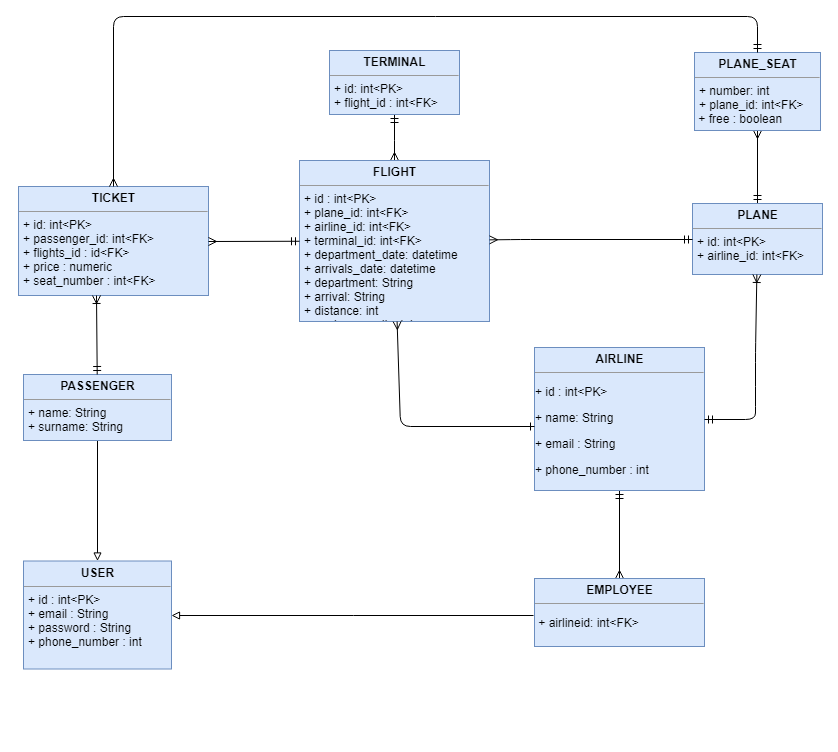 TERMINAL
+ id: int<PK>
+ flight_id : int<FK>
PLANE_SEAT
+ number: int
+ plane_id: int<FK>
+ free : boolean
TICKET
+ id: int<PK>
+ passenger_id: int<FK>
+ flights_id : id<FK>
+ price : numeric
+ seat_number : int<FK>
FLIGHT
+ id : int<PK>
+ plane_id: int<FK>
+ airline_id: int<FK>
+ terminal_id: int<FK>
+ department_date: datetime
+ arrivals_date: datetime
+ department: String
+ arrival: String
+ distance: int
PLANE
+ id: int<PK>
+ airline_id: int<FK>
PASSENGER
+ name: String
+ surname: String
AIRLINE
+ id : int<PK>
+ name: String
+ email : String
+ phone_number : int
USER
+ id : int<PK>
+ email : String
+ password : String
+ phone_number : int
EMPLOYEE
+ airlineid: int<FK>